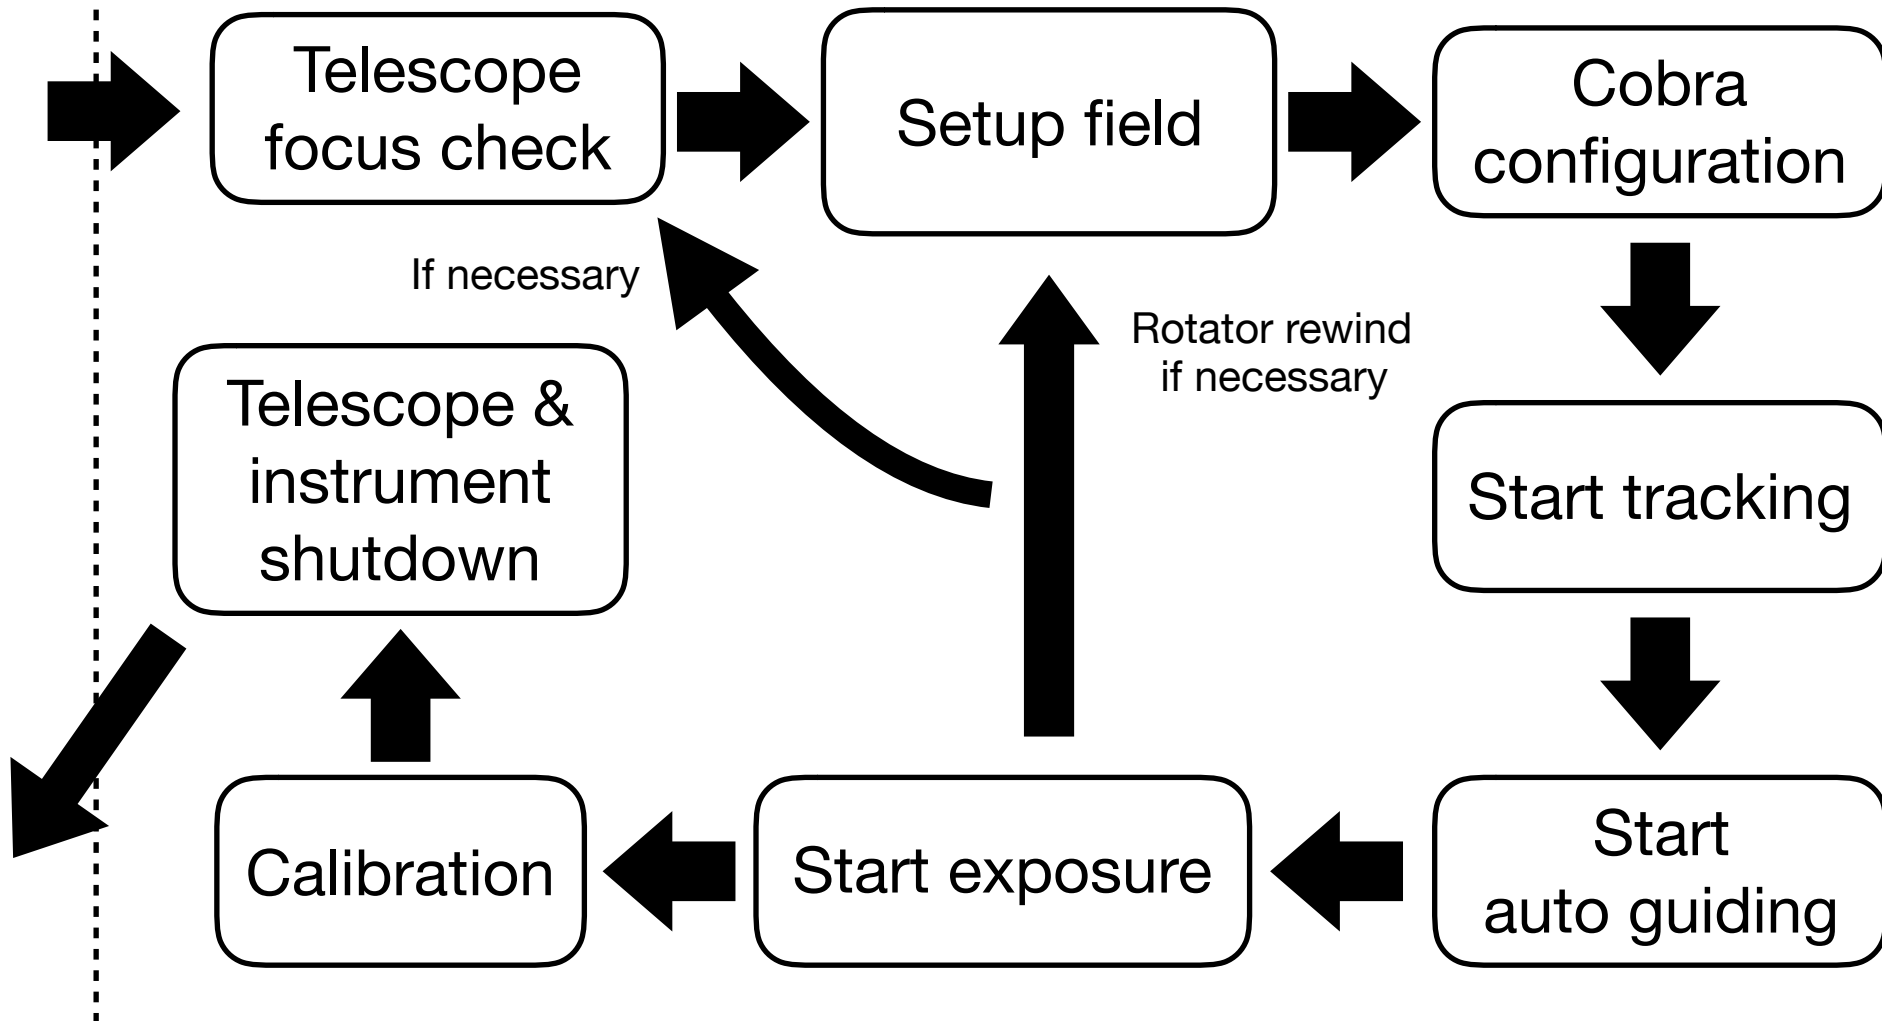 Telescope
focus check
Setup field
Cobra
configuration
If necessary
Rotator rewind
if necessary
Telescope &
instrument
shutdown
Start tracking
Calibration
Start exposure
Start
auto guiding